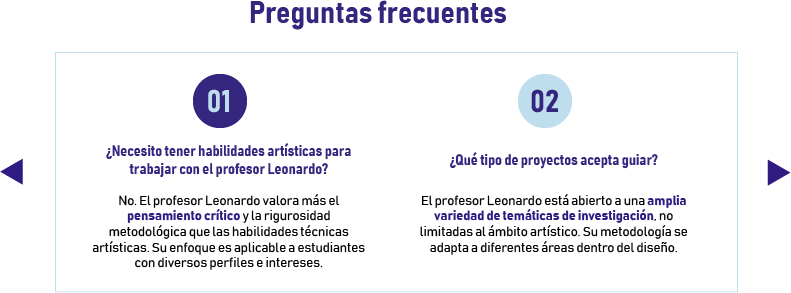 Preguntas frecuentes
01
¿Necesito tener habilidades artísticas para
trabajar con el profesor Leonardo?
No. El profesor Leonardo valora más el
pensamiento crítico y la rigurosidad
metodológica que las habilidades técnicas
artísticas. Su enfoque es aplicable a estudiantes
con diversos perfiles e intereses.
02
¿Qué tipo de proyectos acepta guiar?
El profesor Leonardo está abierto a una amplia
variedad de temáticas de investigación, no
limitadas al ámbito artístico. Su metodología se
adapta a diferentes áreas dentro del diseño.